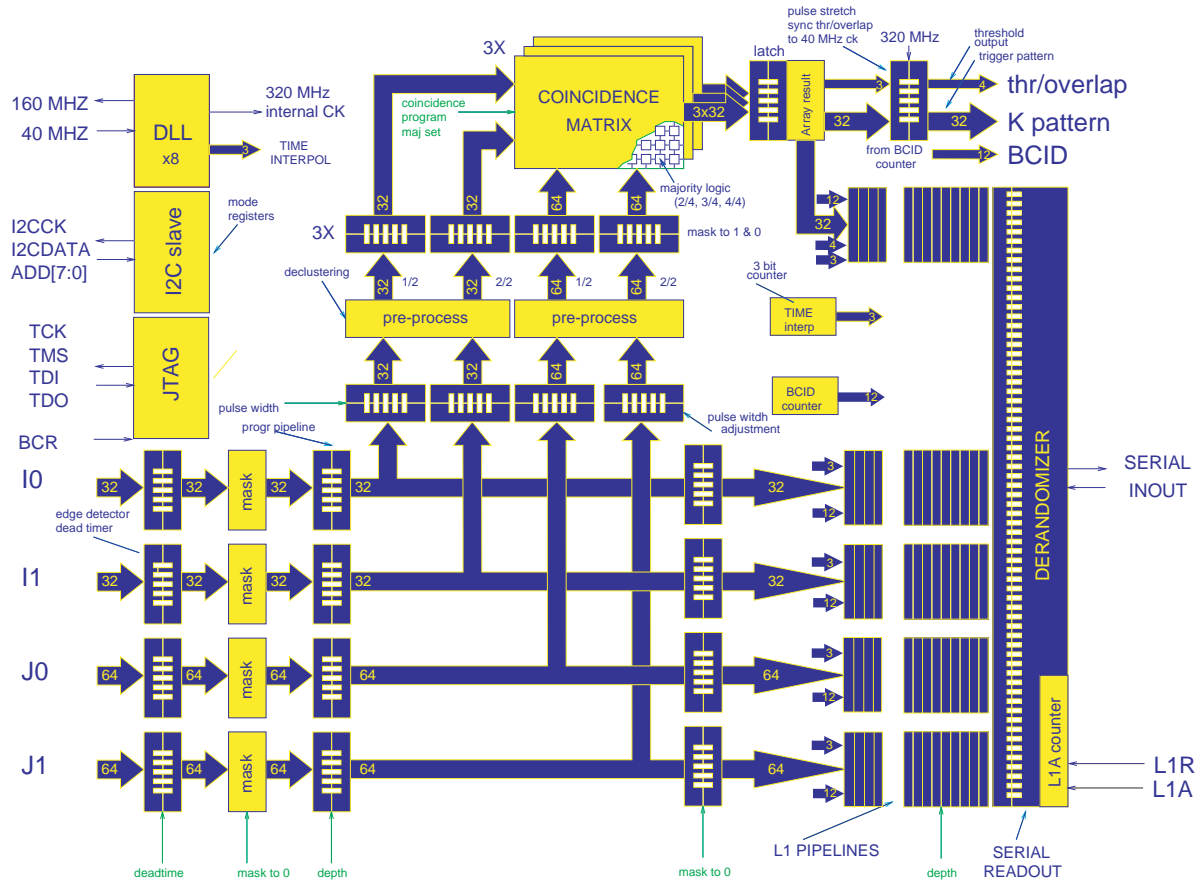 pulse stretch
sync thr/overlap
to 40 MHz ck
320 MHz
threshold
output
trigger pattern
3X
latch
160 MHZ
40 MHZ
DLL
x8
320 MHz
internal CK
3
TIME
INTERPOL
coincidence
program
maj set
COINCIDENCE
MATRIX
3x32
Array result
3
32
4
32
thr/overlap
K pattern
from BCID
counter
12
BCID
majority logic
(2/4, 3/4, 4/4)
mode
registers
I2CCK
I2CDATA
ADD[7:0]
I2C slave
32
32
64
64
3X
mask to 1 & 0
12
32
4
3
declustering
32
1/2
32
2/2
64
1/2
64
2/2
pre-process
pre-process
3 bit
counter
TIME
interp
3
TCK
TMS
TDI
TDO
JTAG
32
32
64
64
BCID
counter
12
pulse width
progr pipeline
pulse witdh
adjustment
BCR
I0
32
32
mask
32
32
32
3
12
edge detector
dead timer
I1
32
32
mask
32
32
32
3
12
J0
64
64
mask
64
64
64
3
12
J1
64
64
mask
64
64
64
3
12
DERANDOMIZER
SERIAL
INOUT
L1A counter
L1R
L1A
deadtime
mask to 0
depth
mask to 0
L1 PIPELINES
depth
SERIAL
READOUT